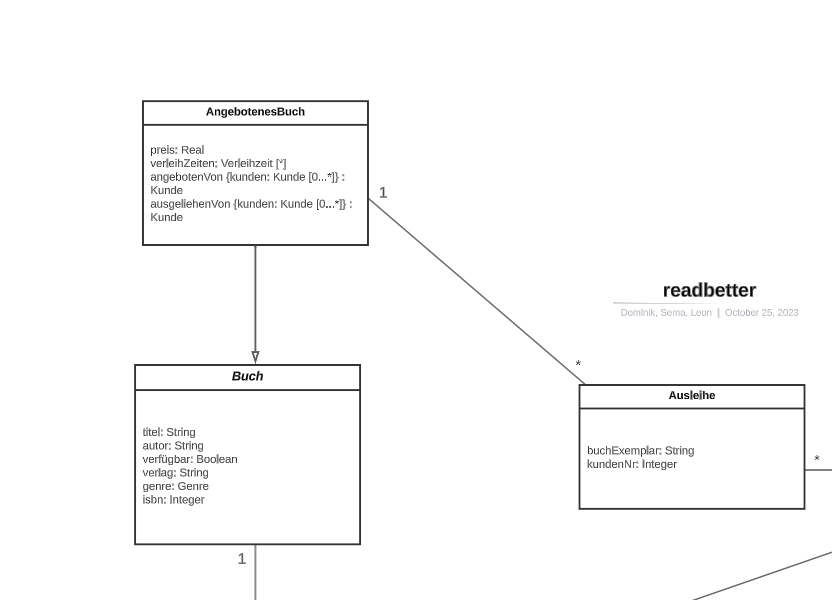 AngebotenesBuch
preis: Real
verleihZeiten: Verleihzeit [*]
angebotenVon {kunden: Kunde [0...*]} :
Kunde
ausgeliehenVon {kunden: Kunde [0...*]} :
Kunde
1
readbetter
Dominik, Sema, Leon | October 25, 2023
*
Buch
titel: String
autor: String
verfügbar: Boolean
verlag: String
genre: Genre
isbn: Integer
Ausleihe
buchExemplar: String
kundenNr: Integer
*
1